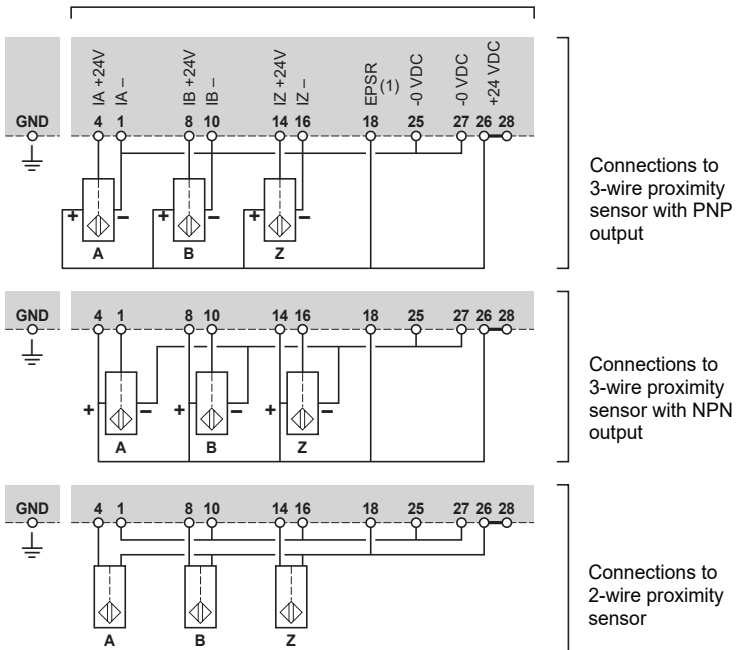 IA +24V
IA –
IB +24V
IB –
IZ +24V
IZ –
EPSR
(1)
-0 VDC
-0 VDC
+24 VDC
GND 4 1 8 10 14 16 18 25 27 26 28
+ – + – + –
A B Z
Connections to
3-wire proximity
sensor with PNP
output
GND 4 1 8 10 14 16 18 25 27 26 28
+ – + – + –
A B Z
Connections to
3-wire proximity
sensor with NPN
output
GND 4 1 8 10 14 16 18 25 27 26 28
A B Z
Connections to
2-wire proximity
sensor